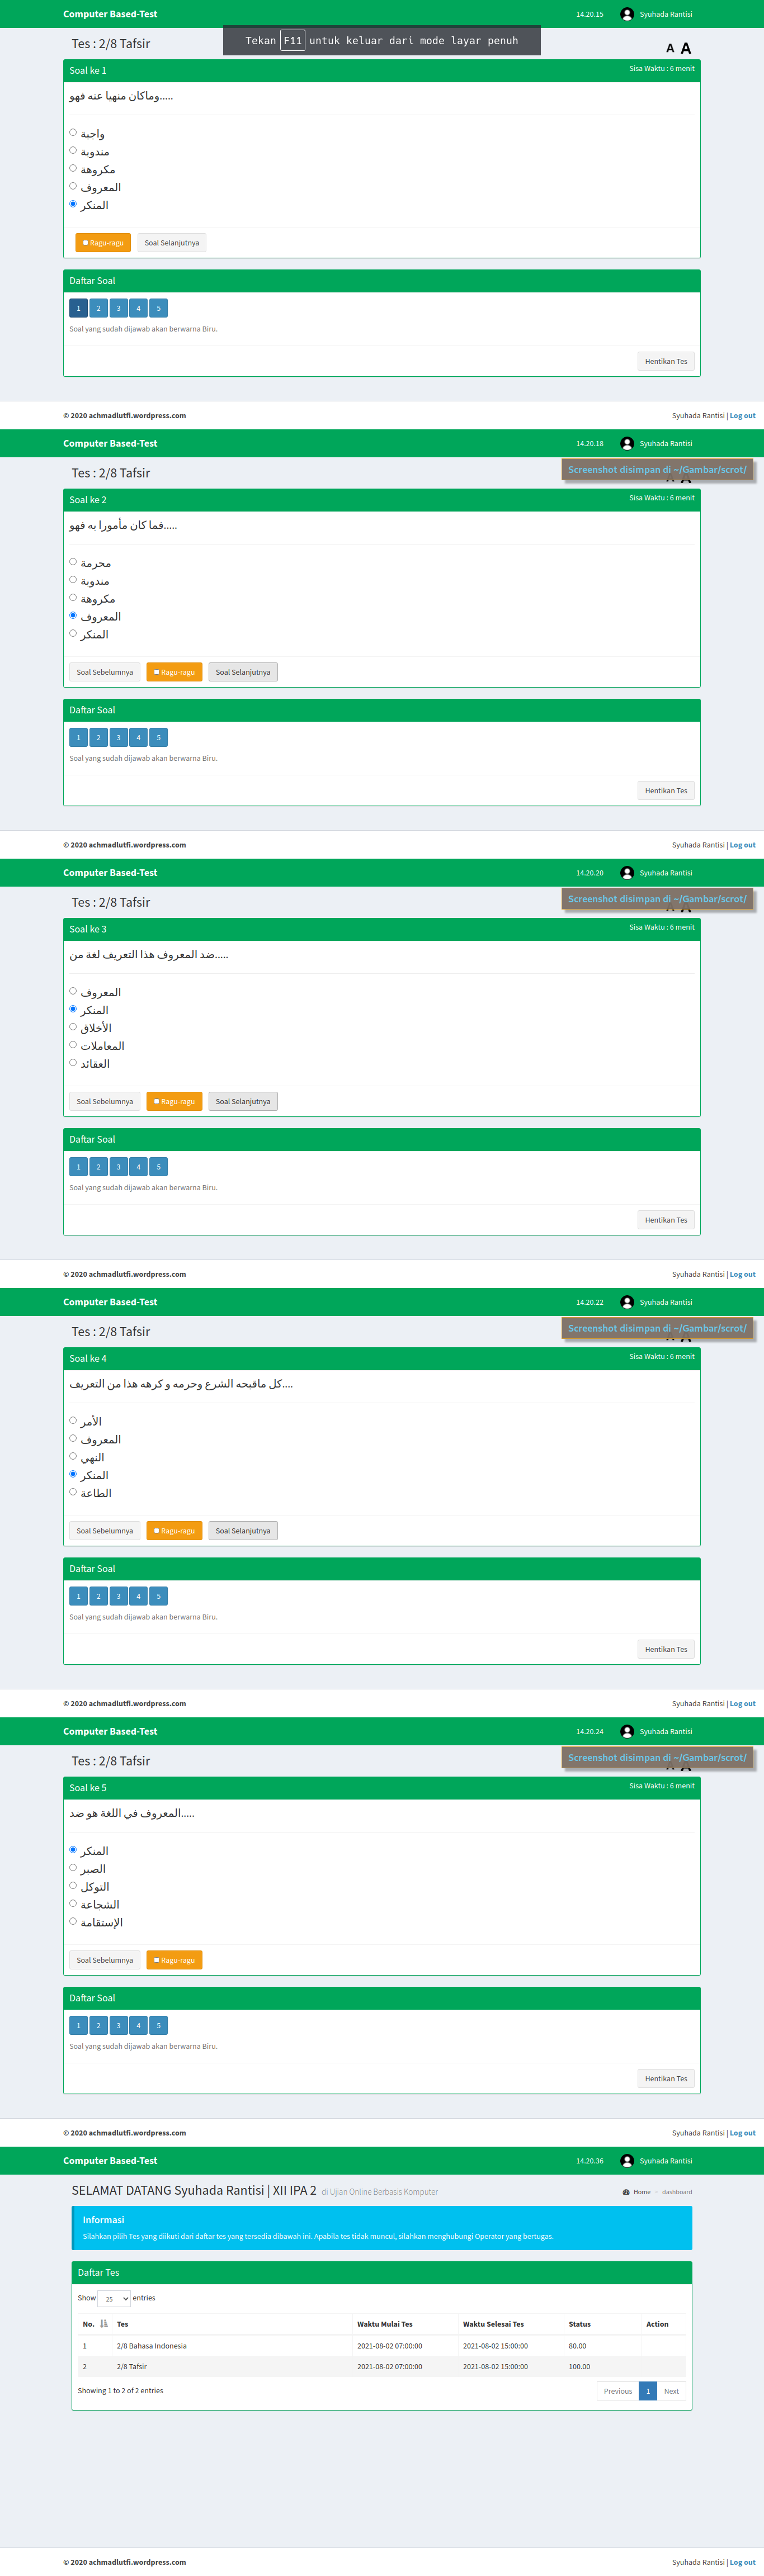 Computer Based-Test 14.20.15 Syuhada Rantisi
Tekan F11 untuk keluar dari mode layar penuh
Tes : 2/8 Tafsir A A
Soal ke 1 Sisa Waktu : 6 menit
وماكان منهيا عنه فهو.....
واجبة
مندوبة
مكروهة
المعروف
المنكر
Ragu-ragu Soal Selanjutnya
Daftar Soal
1 2 3 4 5
Soal yang sudah dijawab akan berwarna Biru.
Hentikan Tes
© 2020 achmadlutfi.wordpress.com Syuhada Rantisi | Log out
Computer Based-Test 14.20.18 Syuhada Rantisi
Tes : 2/8 Tafsir Screenshot disimpan di ~/Gambar/scrot/
Soal ke 2 Sisa Waktu : 6 menit
فما كان مأمورا به فهو.....
محرمة
مندوبة
مكروهة
المعروف
المنكر
Soal Sebelumnya Ragu-ragu Soal Selanjutnya
Daftar Soal
1 2 3 4 5
Soal yang sudah dijawab akan berwarna Biru.
Hentikan Tes
© 2020 achmadlutfi.wordpress.com Syuhada Rantisi | Log out
Computer Based-Test 14.20.20 Syuhada Rantisi
Tes : 2/8 Tafsir Screenshot disimpan di ~/Gambar/scrot/
Soal ke 3 Sisa Waktu : 6 menit
ضد المعروف هذا التعريف لغة من.....
المعروف
المنكر
الأخلاق
المعاملات
العقائد
Soal Sebelumnya Ragu-ragu Soal Selanjutnya
Daftar Soal
1 2 3 4 5
Soal yang sudah dijawab akan berwarna Biru.
Hentikan Tes
© 2020 achmadlutfi.wordpress.com Syuhada Rantisi | Log out
Computer Based-Test 14.20.22 Syuhada Rantisi
Tes : 2/8 Tafsir Screenshot disimpan di ~/Gambar/scrot/
Soal ke 4 Sisa Waktu : 6 menit
كل ماقبحه الشرع وحرمه و كرهه هذا من التعريف....
الأمر
المعروف
النهي
المنكر
الطاعة
Soal Sebelumnya Ragu-ragu Soal Selanjutnya
Daftar Soal
1 2 3 4 5
Soal yang sudah dijawab akan berwarna Biru.
Hentikan Tes
© 2020 achmadlutfi.wordpress.com Syuhada Rantisi | Log out
Computer Based-Test 14.20.24 Syuhada Rantisi
Tes : 2/8 Tafsir Screenshot disimpan di ~/Gambar/scrot/
Soal ke 5 Sisa Waktu : 6 menit
المعروف في اللغة هو ضد.....
المنكر
الصبر
التوكل
الشجاعة
الإستقامة
Soal Sebelumnya Ragu-ragu
Daftar Soal
1 2 3 4 5
Soal yang sudah dijawab akan berwarna Biru.
Hentikan Tes
© 2020 achmadlutfi.wordpress.com Syuhada Rantisi | Log out
Computer Based-Test 14.20.36 Syuhada Rantisi
SELAMAT DATANG Syuhada Rantisi | XII IPA 2 di Ujian Online Berbasis Komputer Home > dashboard
Informasi
Silahkan pilih Tes yang diikuti dari daftar tes yang tersedia dibawah ini. Apabila tes tidak muncul, silahkan menghubungi Operator yang bertugas.
Daftar Tes
Show 25 entries
No. Tes Waktu Mulai Tes Waktu Selesai Tes Status Action
1 2/8 Bahasa Indonesia 2021-08-02 07:00:00 2021-08-02 15:00:00 80.00
2 2/8 Tafsir 2021-08-02 07:00:00 2021-08-02 15:00:00 100.00
Showing 1 to 2 of 2 entries Previous 1 Next
© 2020 achmadlutfi.wordpress.com Syuhada Rantisi | Log out